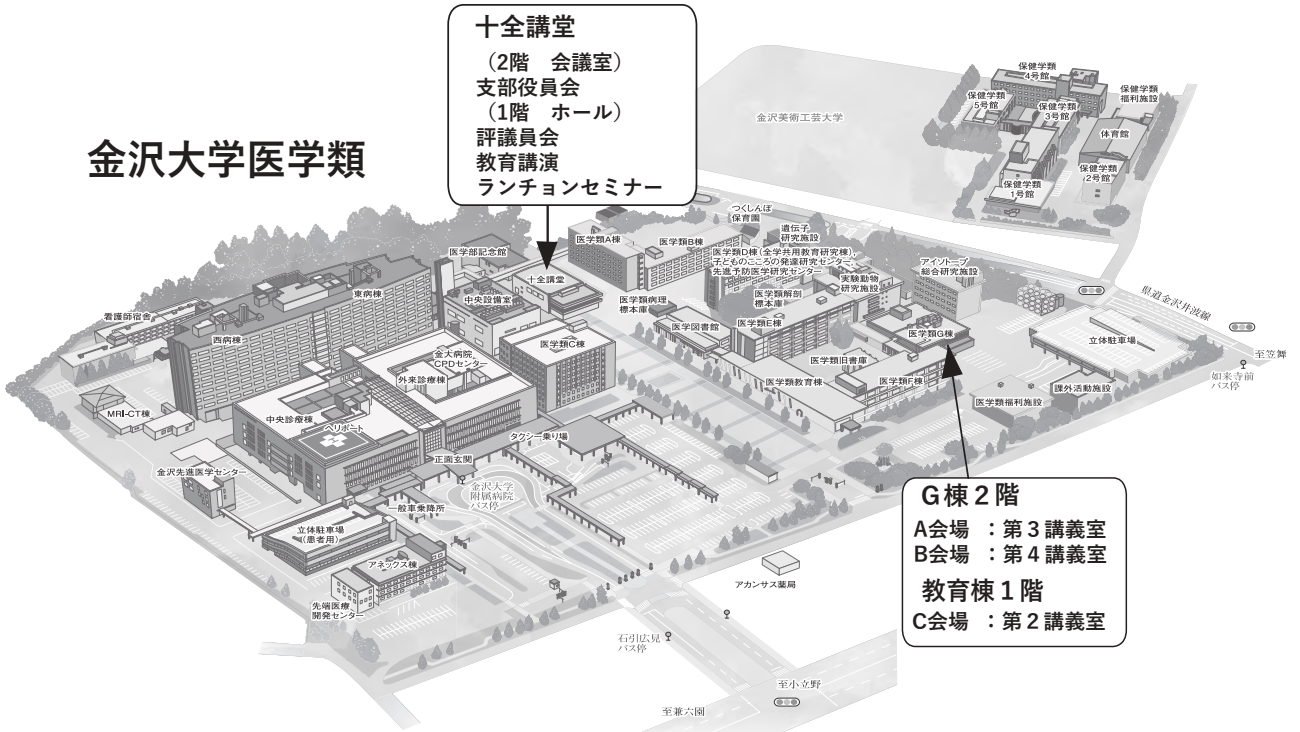 十全講堂
（2階　会議室）
支部役員会
（1階　ホール）
評議員会
教育講演
ランチョンセミナー
金沢大学医学類
金沢美術工芸大学
保健学類
4号館
保健学類
5号館
保健学類
3号館
保健学類
福利施設
体育館
保健学類
2号館
保健学類
1号館
つくしんぼ
保育園
遺伝子
研究施設
医学類A棟
医学類B棟
医学類D棟（全学共用教育研究棟）、
子どものこころの発達研究センター、
先進予防医学研究センター
アイソトープ
総合研究施設
実験動物
研究施設
医学部記念館
十全講堂
中央設備室
東病棟
看護師宿舎
西病棟
医学類病理
標本庫
医学類解剖
標本庫
医学図書館
医学類E棟
医学類G棟
県道金沢井波線
至笠舞
如来寺前
バス停
立体駐車場
課外活動施設
医学類福利施設
医学類旧書庫
医学類F棟
医学類教育棟
医学類C棟
金大病院
CPDセンター
外来診療棟
中央診療棟
ヘリポート
MRI-CT棟
タクシー乗り場
正面玄関
金沢大学
附属病院
バス停
金沢先進医学センター
一般車乗降所
立体駐車場
（患者用）
アネックス棟
先端医療
開発センター
アカンサス薬局
石引広見
バス停
至小立野
至兼六園
G棟2階
A会場　：第3講義室
B会場　：第4講義室
教育棟1階
C会場　：第2講義室